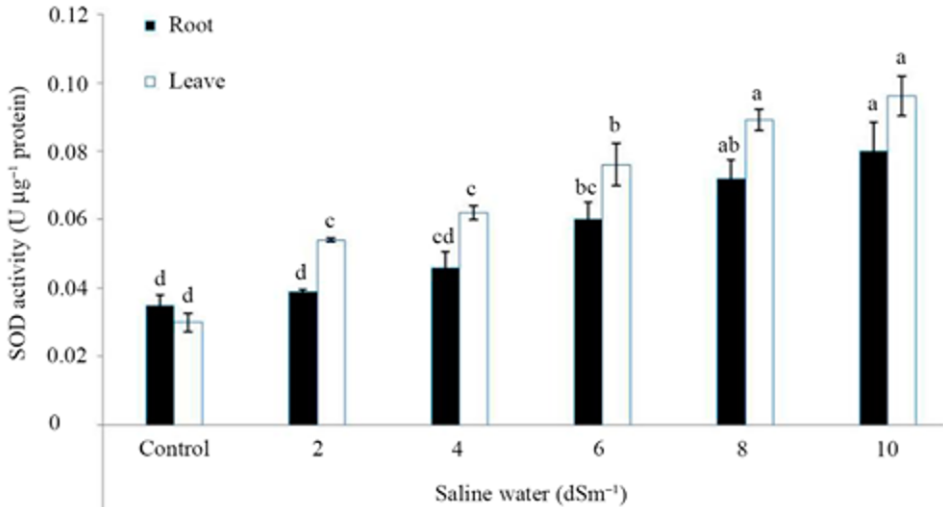 0.12
0.10
0.08
0.06
0.04
0.02
0
SOD activity (U µg⁻¹ protein)
Root
Leave
d d
d c
cd c
bc b
ab a
a a
Control 2 4 6 8 10
Saline water (dSm⁻¹)